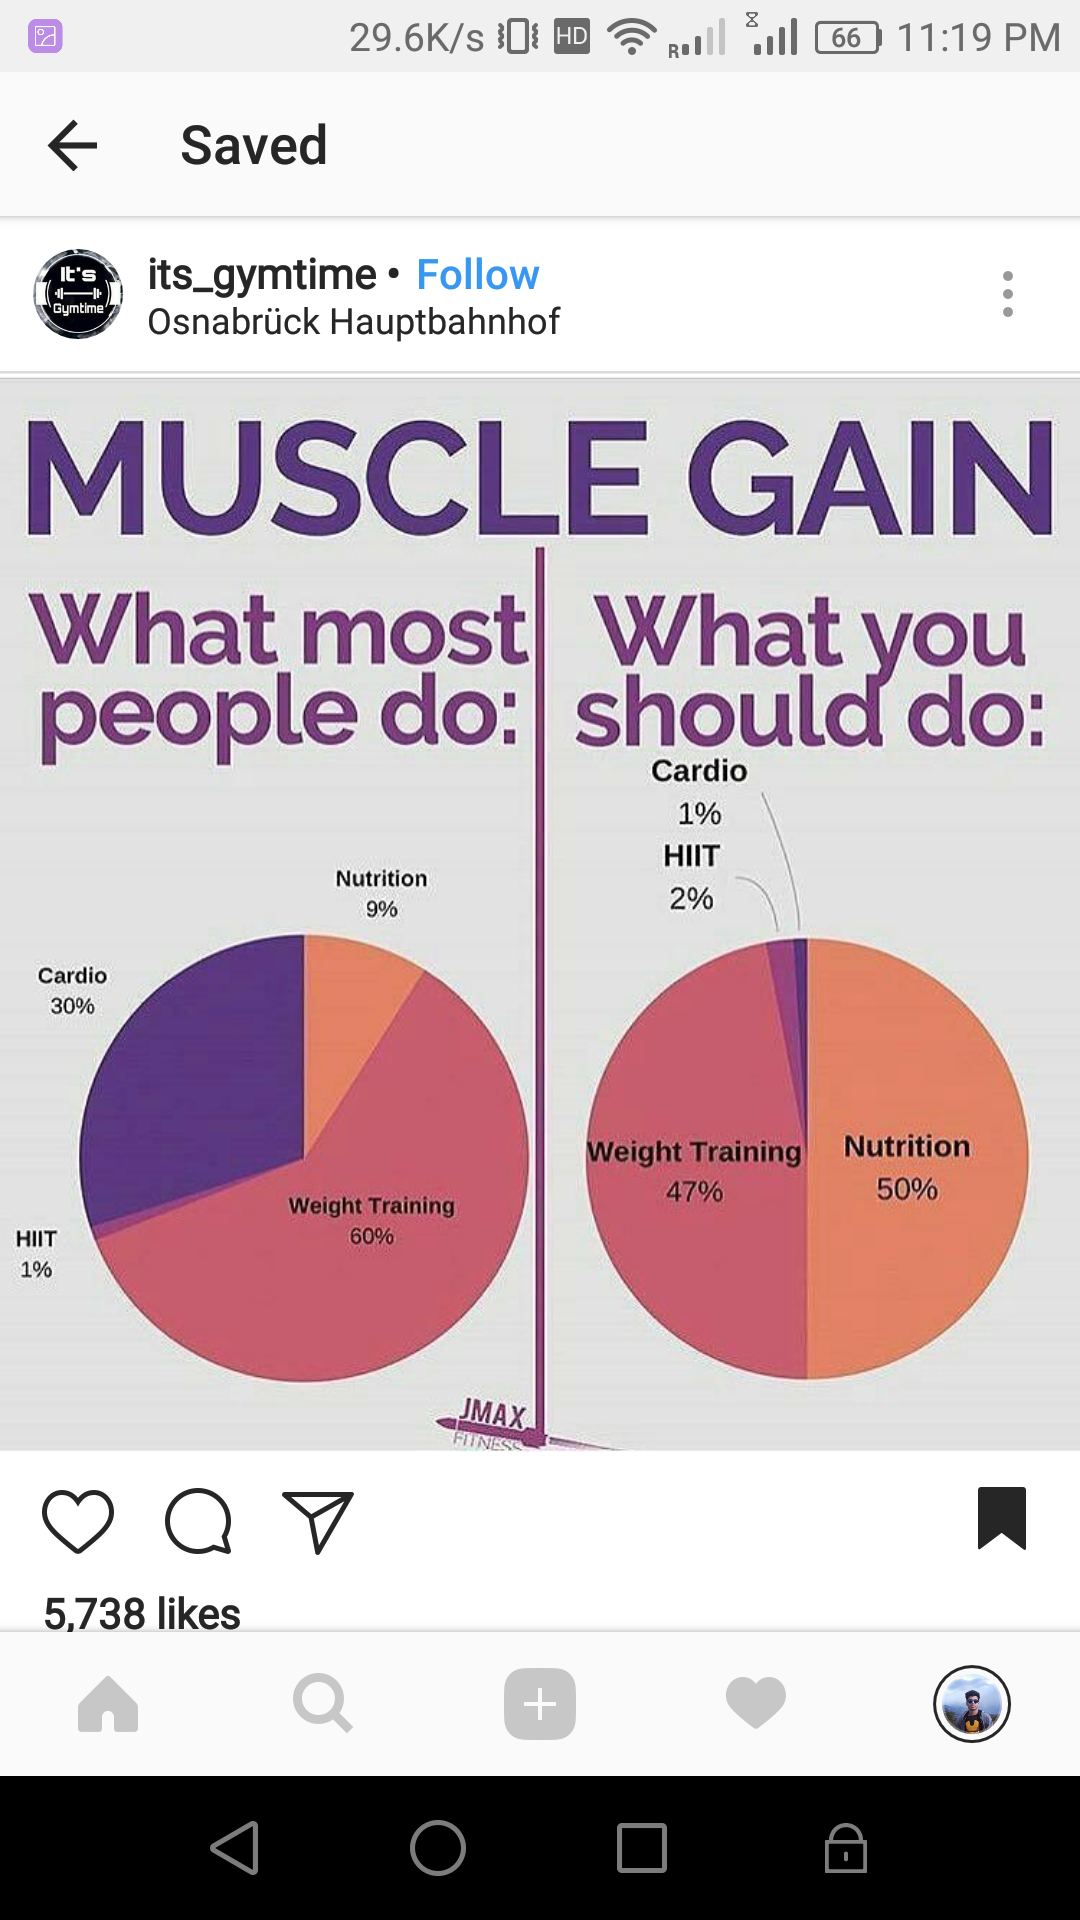 29.6K/s HD R 66 11:19 PM
Saved
It's
Gymtime
its_gymtime • Follow
Osnabrück Hauptbahnhof
MUSCLE GAIN
What most
people do:
Nutrition
9%
Cardio
30%
Weight Training
60%
HIIT
1%
What you
should do:
Cardio
1%
HIIT
2%
Weight Training
47%
Nutrition
50%
JMAX
FITNESS
5,738 likes